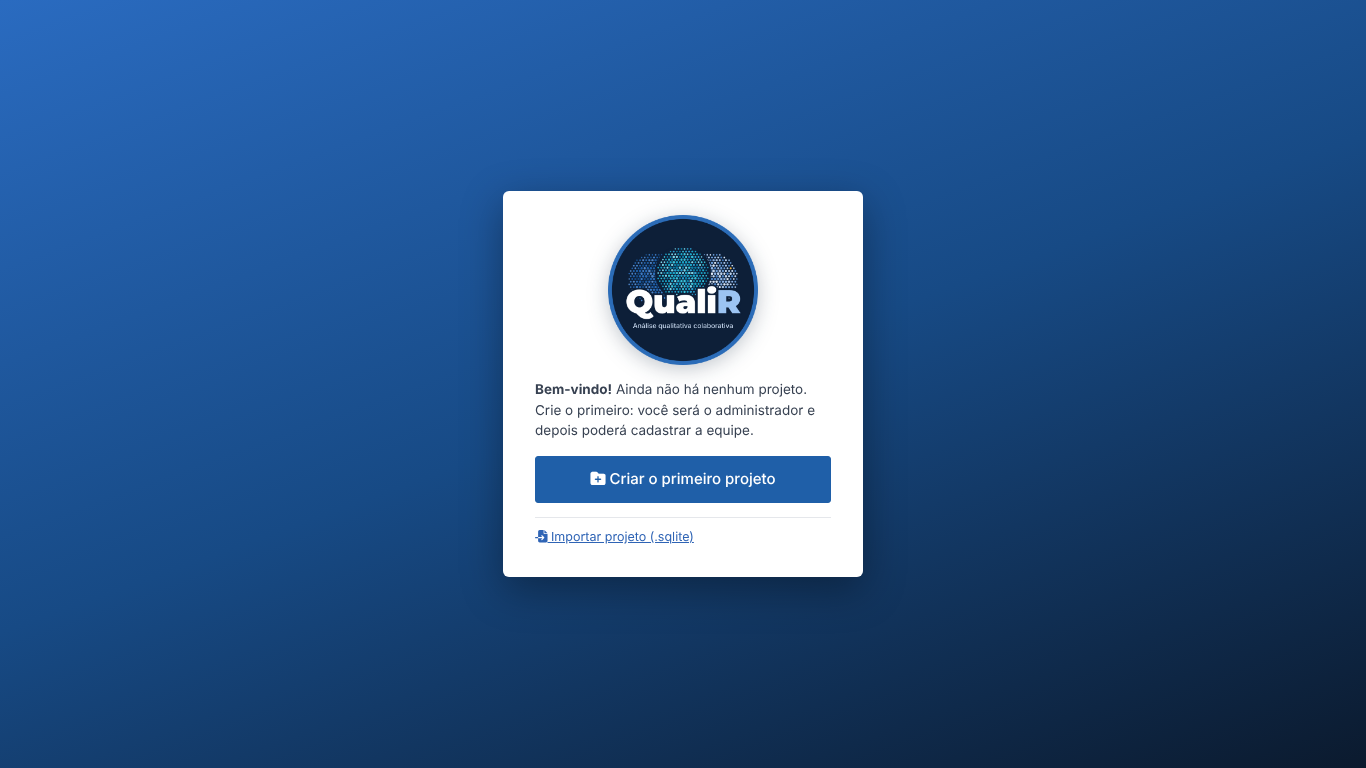 QualiR
Análise qualitativa colaborativa
Bem-vindo! Ainda não há nenhum projeto.
Crie o primeiro: você será o administrador e
depois poderá cadastrar a equipe.
Criar o primeiro projeto
Importar projeto (.sqlite)